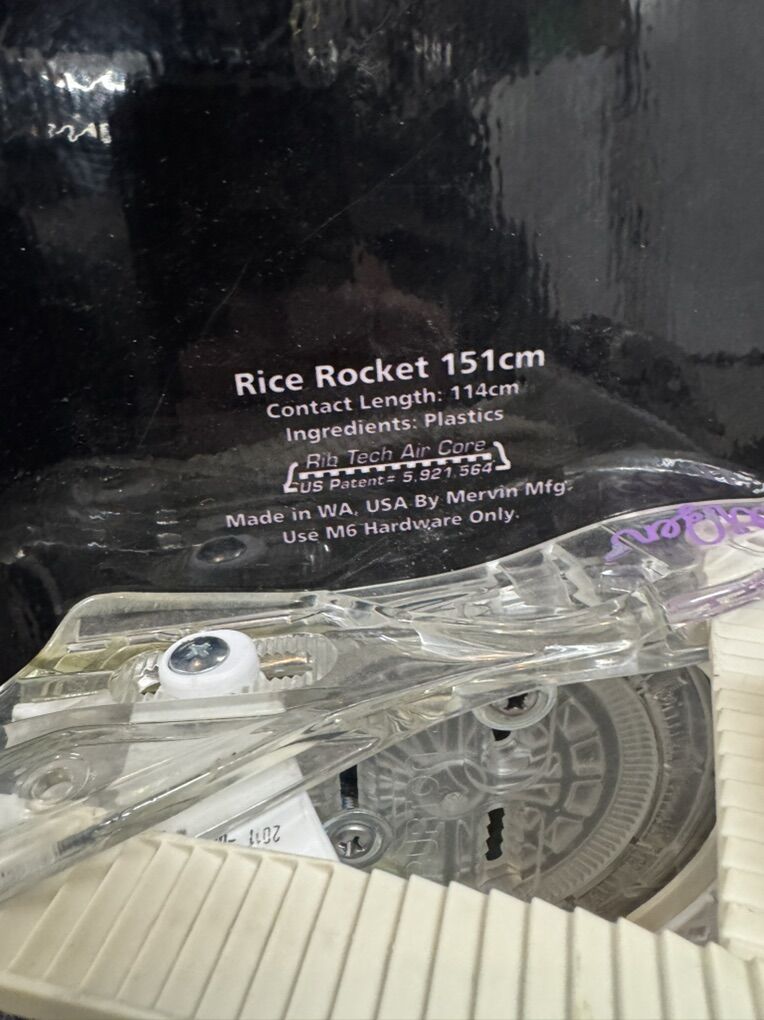 Rice Rocket 151cm
Contact Length: 114cm
Ingredients: Plastics
Rib Tech Air Core
US Patent= 5,921,564
Made in WA, USA By Mervin Mfg.
Use M6 Hardware Only.
2011